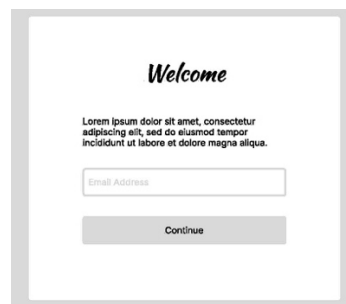 Welcome
Lorem ipsum dolor sit amet, consectetur
adipiscing elit, sed do eiusmod tempor
incididunt ut labore et dolore magna aliqua.
Email Address
Continue